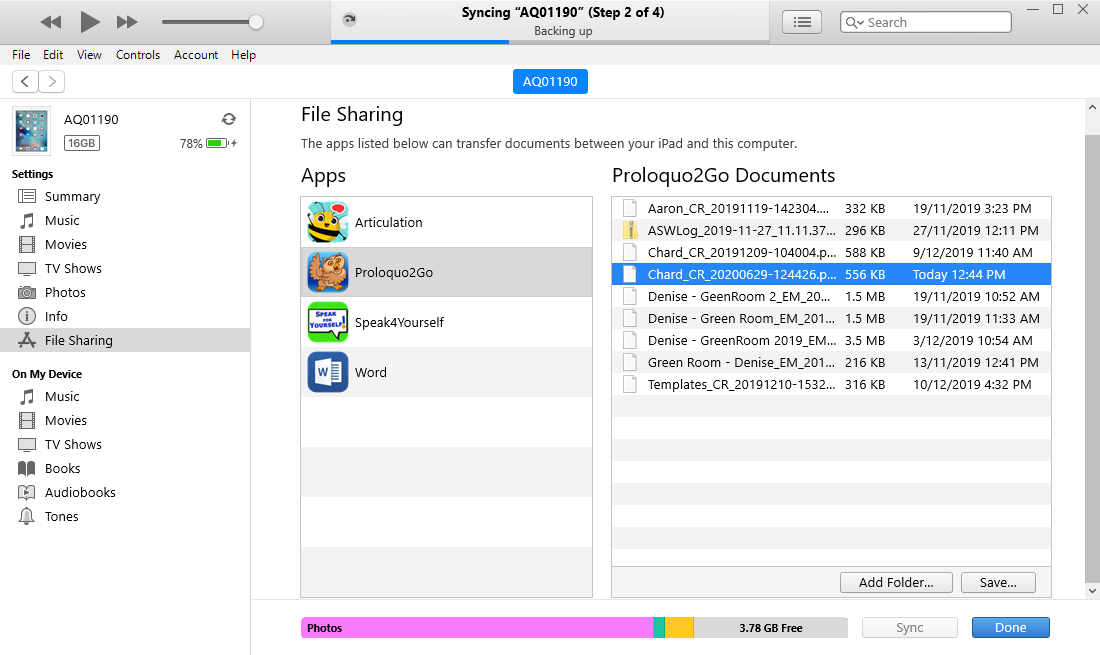 Syncing “AQ01190” (Step 2 of 4)
Backing up
Search
File Edit View Controls Account Help
AQ01190
AQ01190
16GB
78%
Settings
Summary
Music
Movies
TV Shows
Photos
Info
File Sharing
On My Device
Music
Movies
TV Shows
Books
Audiobooks
Tones
File Sharing
The apps listed below can transfer documents between your iPad and this computer.
Apps
Articulation
Proloquo2Go
SPEAK FOR YOURSELF!
Speak4Yourself
W
Word
Proloquo2Go Documents
Aaron_CR_20191119-142304.... 332 KB 19/11/2019 3:23 PM
ASWLog_2019-11-27_11.11.37... 296 KB 27/11/2019 12:11 PM
Chard_CR_20191209-104004.p... 588 KB 9/12/2019 11:40 AM
Chard_CR_20200629-124426.p... 556 KB Today 12:44 PM
Denise - GeenRoom 2_EM_20... 1.5 MB 19/11/2019 10:52 AM
Denise - Green Room_EM_201... 1.5 MB 19/11/2019 11:33 AM
Denise - GreenRoom 2019_EM... 3.5 MB 3/12/2019 10:54 AM
Green Room - Denise_EM_201... 216 KB 13/11/2019 12:41 PM
Templates_CR_20191210-1532... 316 KB 10/12/2019 4:32 PM
Add Folder... Save...
Photos 3.78 GB Free Sync Done